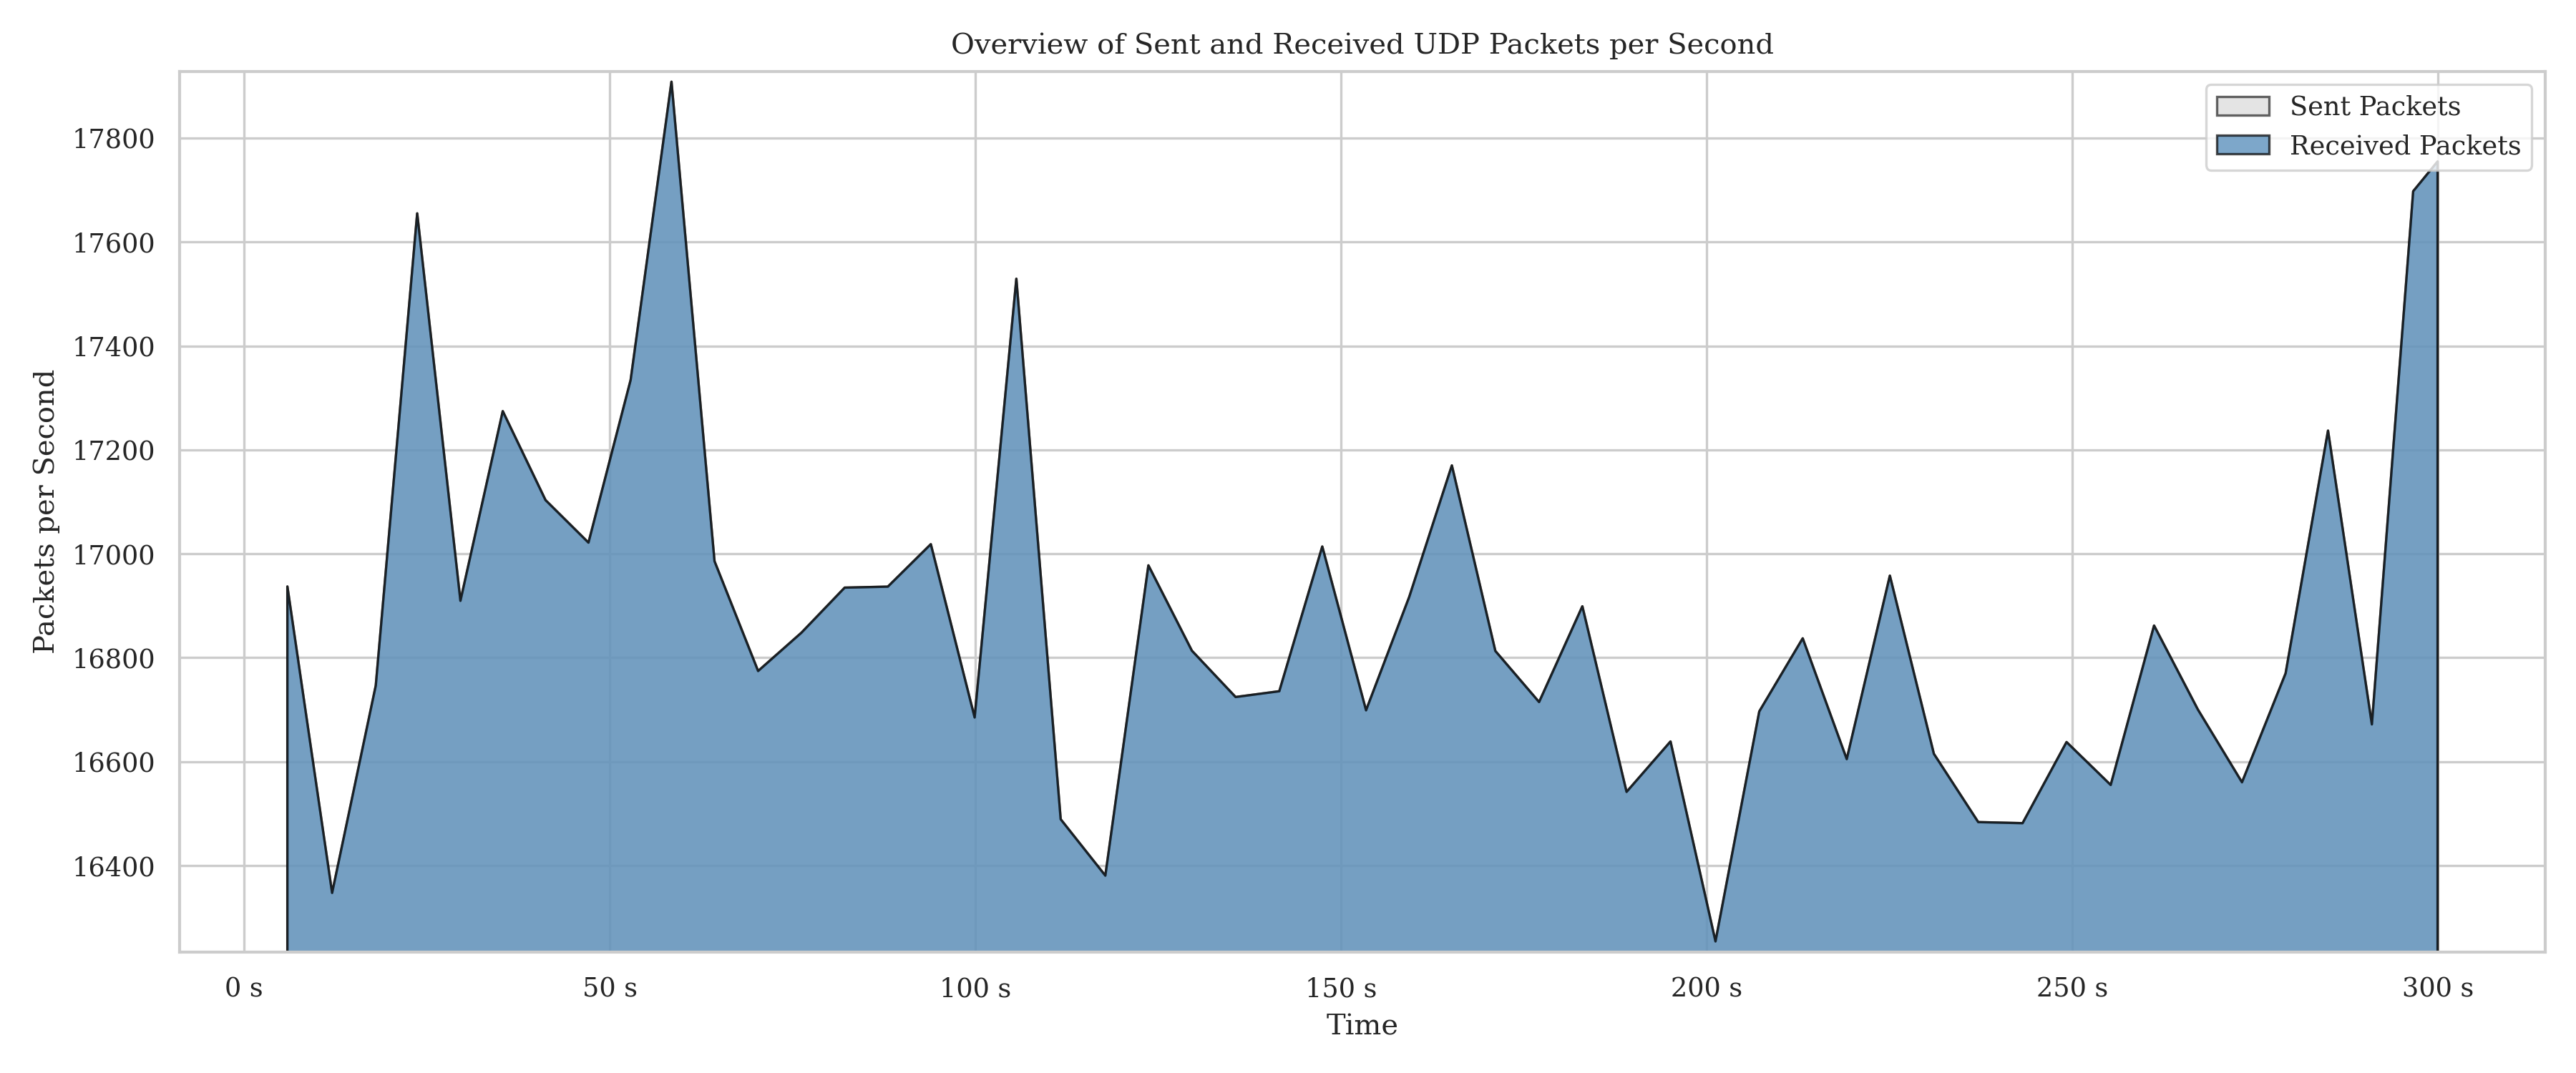 Overview of Sent and Received UDP Packets per Second
Sent Packets
Received Packets
17800
17600
17400
17200
17000
16800
16600
16400
Packets per Second
0 s 50 s 100 s 150 s 200 s 250 s 300 s
Time